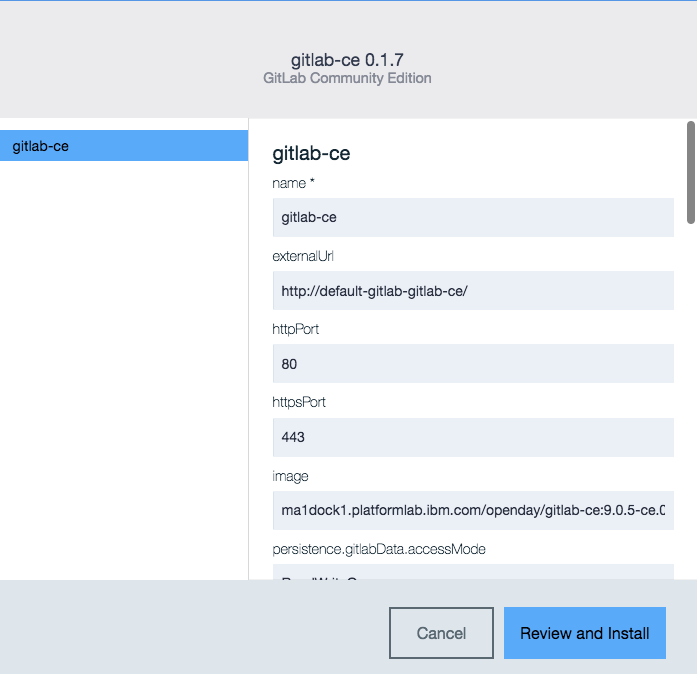 gitlab-ce 0.1.7
GitLab Community Edition
gitlab-ce
gitlab-ce
name *
gitlab-ce
externalUrl
http://default-gitlab-gitlab-ce/
httpPort
80
httpsPort
443
image
ma1dock1.platformlab.ibm.com/openday/gitlab-ce:9.0.5-ce.0
persistence.gitlabData.accessMode
Cancel
Review and Install